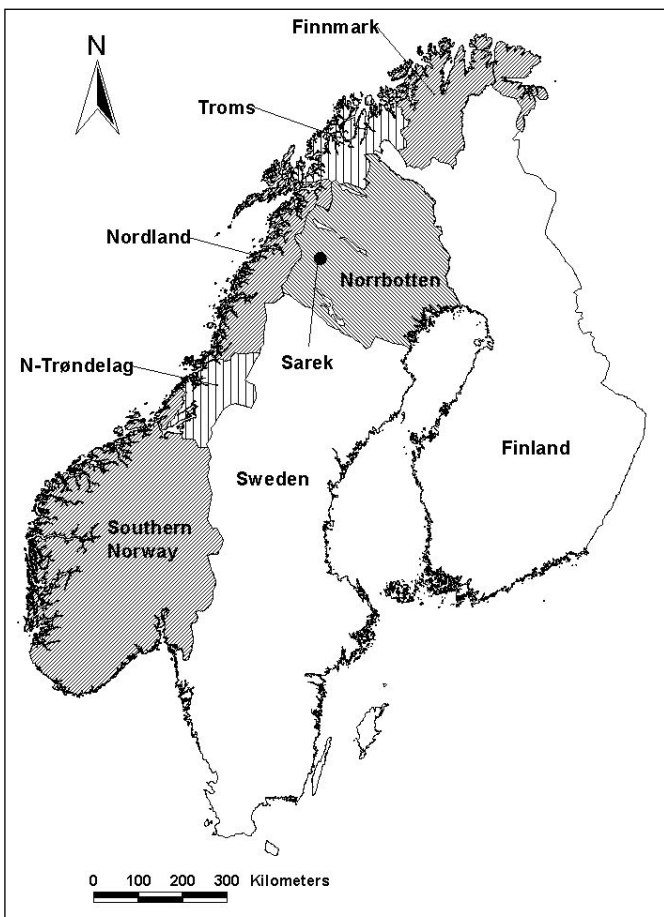 Finnmark
N
Troms
Nordland
Norrbotten
Sarek
N-Trøndelag
Finland
Sweden
Southern
Norway
0 100 200 300 Kilometers